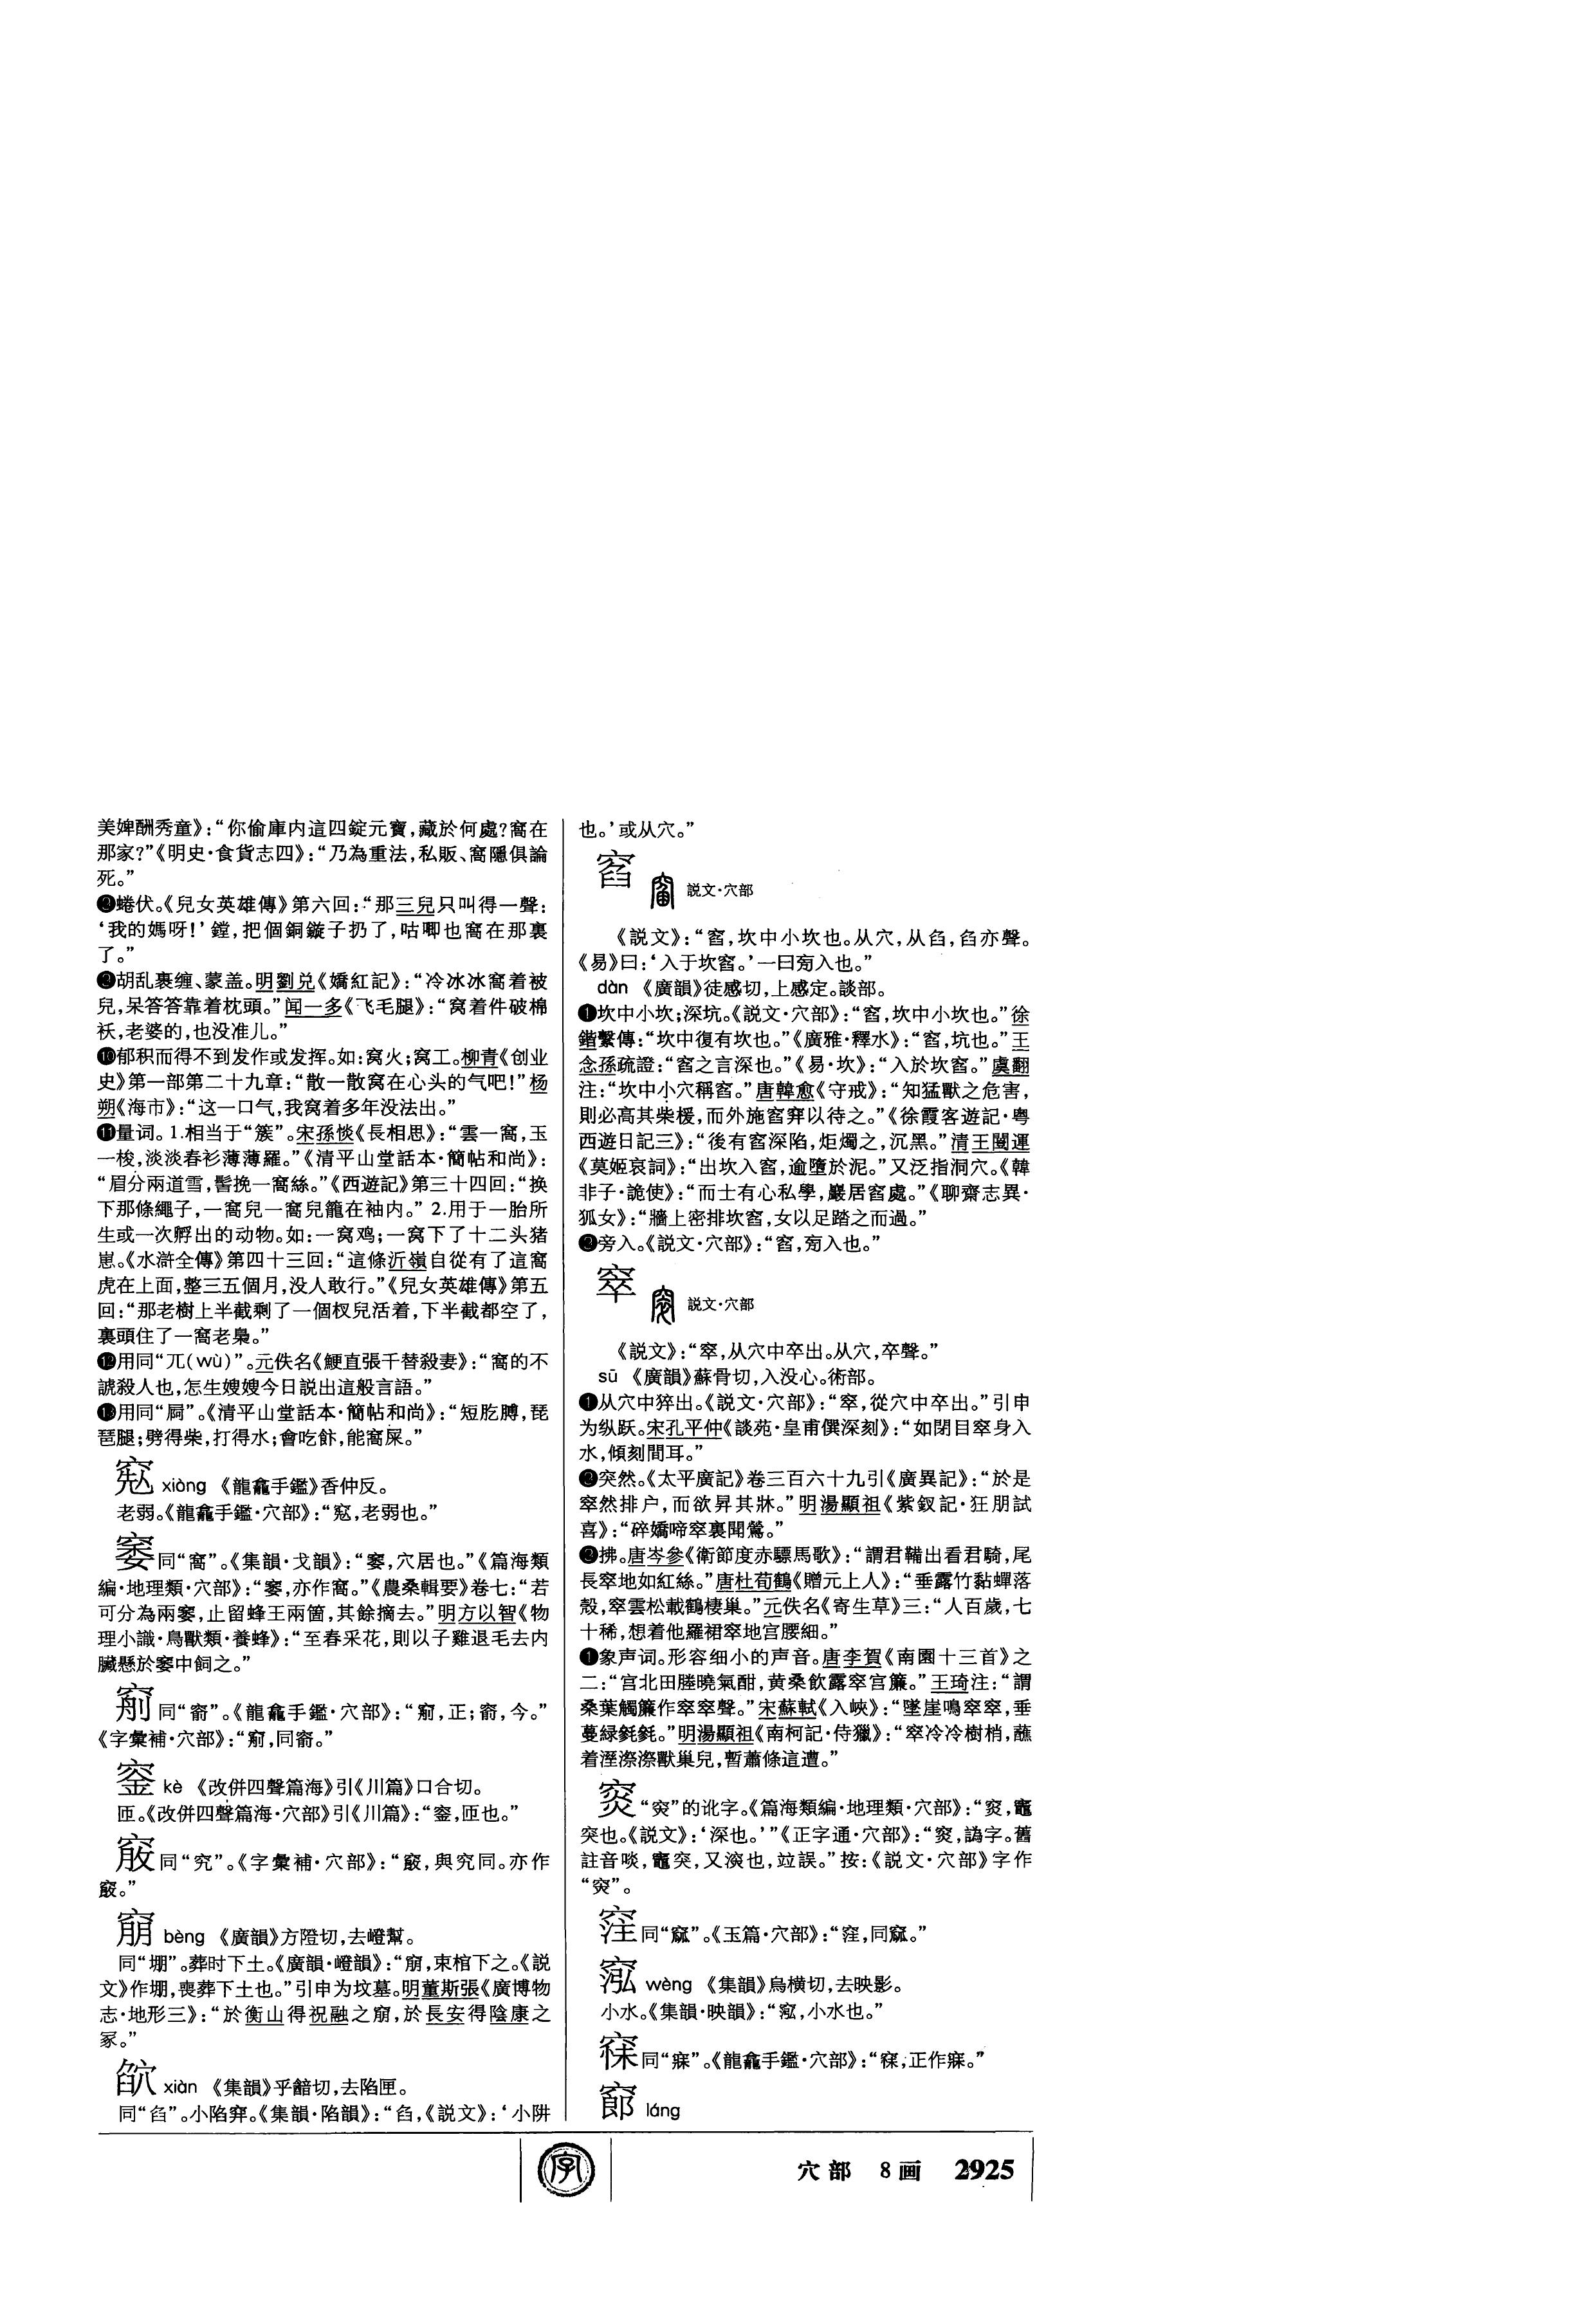 美婢酬秀童》：“你偷庫内這四錠元寶，藏於何處？窩在
那家？”《明史·食貨志四》：“乃為重法，私販、窩隱俱論
死。”
蜷伏。《兒女英雄傳》第六回：“那三兒只叫得一聲：
‘我的媽呀！’鏜，把個銅鏇子扔了，咕唧也窩在那裏
了。”
胡乱裹缠、蒙盖。明劉兑《嬌紅記》：“冷冰冰窩着被
兒，呆答答靠着枕頭。”闻一多《飞毛腿》：“窝着件破棉
袄，老婆的，也没准儿。”
❿郁积而得不到发作或发挥。如：窝火；窝工。柳青《创业
史》第一部第二十九章：“散一散窝在心头的气吧！”杨
朔《海市》：“这一口气，我窝着多年没法出。”
⓫量词。1.相当于“簇”。宋孫惔《長相思》：“雲一窩，玉
一梭，淡淡春衫薄薄羅。”《清平山堂話本·簡帖和尚》：
“眉分兩道雪，髻挽一窩絲。”《西遊記》第三十四回：“换
下那條繩子，一窩兒一窩兒籠在袖内。” 2.用于一胎所
生或一次孵出的动物。如：一窝鸡；一窝下了十二头猪
崽。《水滸全傳》第四十三回：“這條沂嶺自從有了這窩
虎在上面，整三五個月，没人敢行。”《兒女英雄傳》第五
回：“那老樹上半截剩了一個杈兒活着，下半截都空了，
裏頭住了一窩老梟。”
⓬用同“兀(wù)”。元佚名《鯁直張千替殺妻》：“窩的不
諕殺人也，怎生嫂嫂今日説出這般言語。”
⓭用同“屙”。《清平山堂話本·簡帖和尚》：“短肐膊，琵
琶腿；劈得柴，打得水；會吃飰，能窩屎。”
xiòng 《龍龕手鑑》香仲反。
老弱。《龍龕手鑑·穴部》：“，老弱也。”
同“窩”。《集韻·戈韻》：“，穴居也。”《篇海類
編·地理類·穴部》：“，亦作窩。”《農桑輯要》卷七：“若
可分為兩，止留蜂王兩箇，其餘摘去。”明方以智《物
理小識·鳥獸類·養蜂》：“至春采花，則以子雞退毛去内
臟懸於中飼之。”
同“窬”。《龍龕手鑑·穴部》：“，正；窬，今。”
《字彙補·穴部》：“，同窬。”
kè 《改併四聲篇海》引《川篇》口合切。
匝。《改併四聲篇海·穴部》引《川篇》：“，匝也。”
同“究”。《字彙補·穴部》：“，與究同。亦作
。”
窉 bèng 《廣韻》方隥切，去嶝幫。
同“堋”。葬时下土。《廣韻·嶝韻》：“，束棺下之。《説
文》作堋，喪葬下土也。”引申为坟墓。明董斯張《廣博物
志·地形三》：“於衡山得祝融之，於長安得陰康之
冢。”
xiàn 《集韻》乎韽切，去陷匣。
同“臽”。小陷穽。《集韻·陷韻》：“臽，《説文》：‘小阱
也。’或从穴。”
窞 説文·穴部
《説文》：“窞，坎中小坎也。从穴，从臽，臽亦聲。
《易》曰：‘入于坎窞。’一曰旁入也。”
dàn 《廣韻》徒感切，上感定。談部。
❶坎中小坎；深坑。《説文·穴部》：“窞，坎中小坎也。”徐
鍇繫傳：“坎中復有坎也。”《廣雅·釋水》：“窞，坑也。”王
念孫疏證：“窞之言深也。”《易·坎》：“入於坎窞。”虞翻
注：“坎中小穴稱窞。”唐韓愈《守戒》：“知猛獸之危害，
則必高其柴楥，而外施窞穽以待之。”《徐霞客遊記·粤
西遊日記三》：“後有窞深陷，炬燭之，沉黑。”清王闓運
《莫姬哀詞》：“出坎入窞，逾墮於泥。”又泛指洞穴。《韓
非子·詭使》：“而士有心私學，巖居窞處。”《聊齋志異·
狐女》：“牆上密排坎窞，女以足踏之而過。”
❷旁入。《説文·穴部》：“窞，旁入也。”
窣 説文·穴部
《説文》：“窣，从穴中卒出。从穴，卒聲。”
sū 《廣韻》蘇骨切，入没心。術部。
❶从穴中猝出。《説文·穴部》：“窣，從穴中卒出。”引申
为纵跃。宋孔平仲《談苑·皇甫僎深刻》：“如閉目窣身入
水，傾刻間耳。”
❷突然。《太平廣記》卷三百六十九引《廣異記》：“於是
窣然排户，而欲昇其牀。”明湯顯祖《紫釵記·狂朋試
喜》：“碎嬌啼窣裏聞鶯。”
拂。唐岑參《衛節度赤驃馬歌》：“謂君鞴出看君騎，尾
長窣地如紅絲。”唐杜荀鶴《贈元上人》：“垂露竹黏蟬落
殻，窣雲松載鶴棲巢。”元佚名《寄生草》三：“人百歲，七
十稀，想着他羅裙窣地宫腰細。”
象声词。形容细小的声音。唐李賀《南園十三首》之
二：“宫北田塍曉氣酣，黄桑飲露窣宫簾。”王琦注：“謂
桑葉觸簾作窣窣聲。”宋蘇軾《入峽》：“墜崖鳴窣窣，垂
蔓緑毿毿。”明湯顯祖《南柯記·侍獵》：“窣冷冷樹梢，蘸
着溼漈漈獸巢兒，暫蕭條這遭。”
“突”的讹字。《篇海類编·地理類·穴部》：“，竈
突也。《説文》：‘深也。’”《正字通·穴部》：“，譌字。舊
註音啖，竈突，又滾也，竝誤。”按：《説文·穴部》字作
“”。
同“窳”。《玉篇·穴部》：“，同窳。”
wèng 《集韻》烏横切，去映影。
小水。《集韻·映韻》：“，小水也。”
同“寐”。《龍龕手鑑·穴部》：“，正作寐。”
láng
穴部 8画 2925